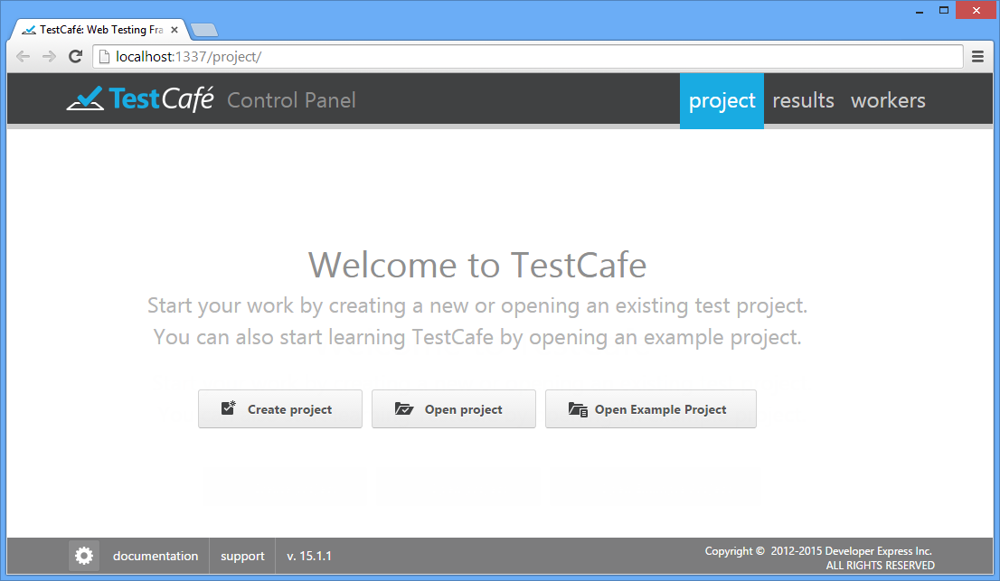 TestCafé: Web Testing Fra
localhost:1337/project/
TestCafé Control Panel
project results workers
Welcome to TestCafe
Start your work by creating a new or opening an existing test project.
You can also start learning TestCafe by opening an example project.
Create project Open project Open Example Project
documentation support v. 15.1.1
Copyright © 2012-2015 Developer Express Inc.
ALL RIGHTS RESERVED